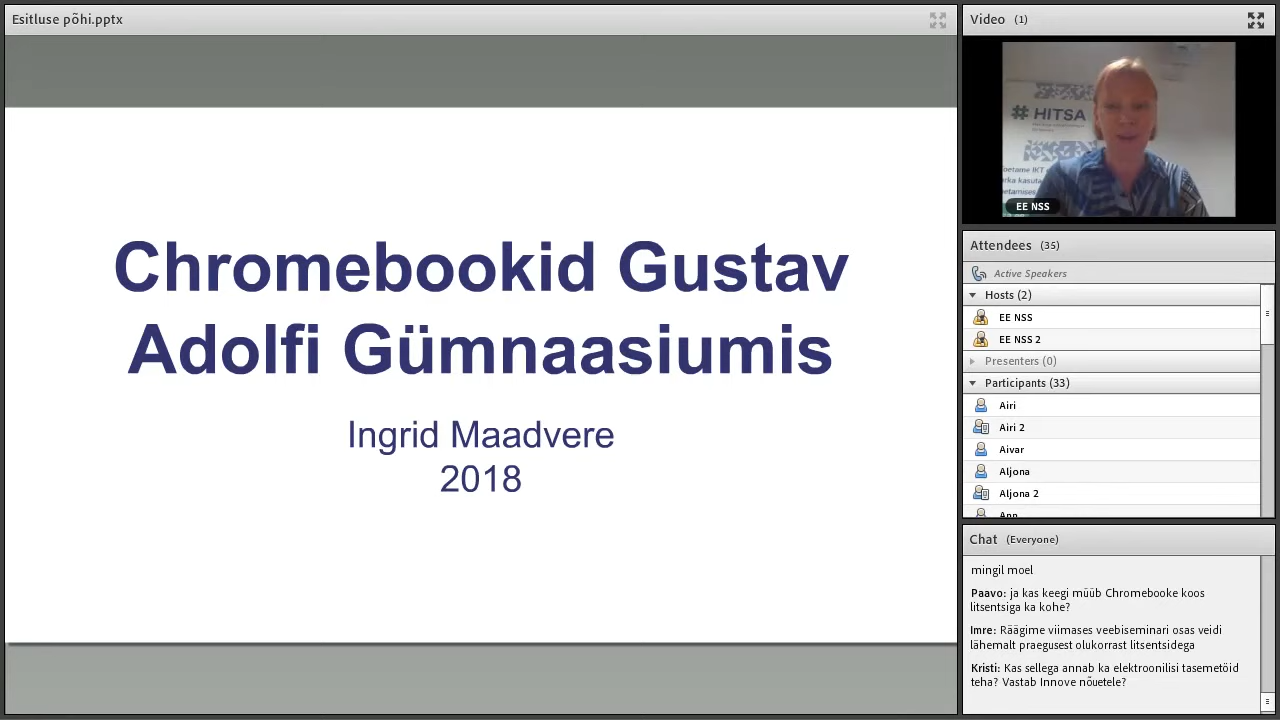 Esitluse põhi.pptx
Chromebookid Gustav
Adolfi Gümnaasiumis
Ingrid Maadvere
2018
Video (1)
# HITSA
EE NSS
Attendees (35)
Active Speakers
Hosts (2)
EE NSS
EE NSS 2
Presenters (0)
Participants (33)
Airi
Airi 2
Aivar
Aljona
Aljona 2
Ann
Chat (Everyone)
mingil moel
Paavo: ja kas keegi müüb Chromebooke koos
litsentsiga ka kohe?
Imre: Räägime viimases veebiseminari osas veidi
lähemalt praegusest olukorrast litsentsidega
Kristi: Kas sellega annab ka elektroonilisi tasemetöid
teha? Vastab Innove nõuetele?